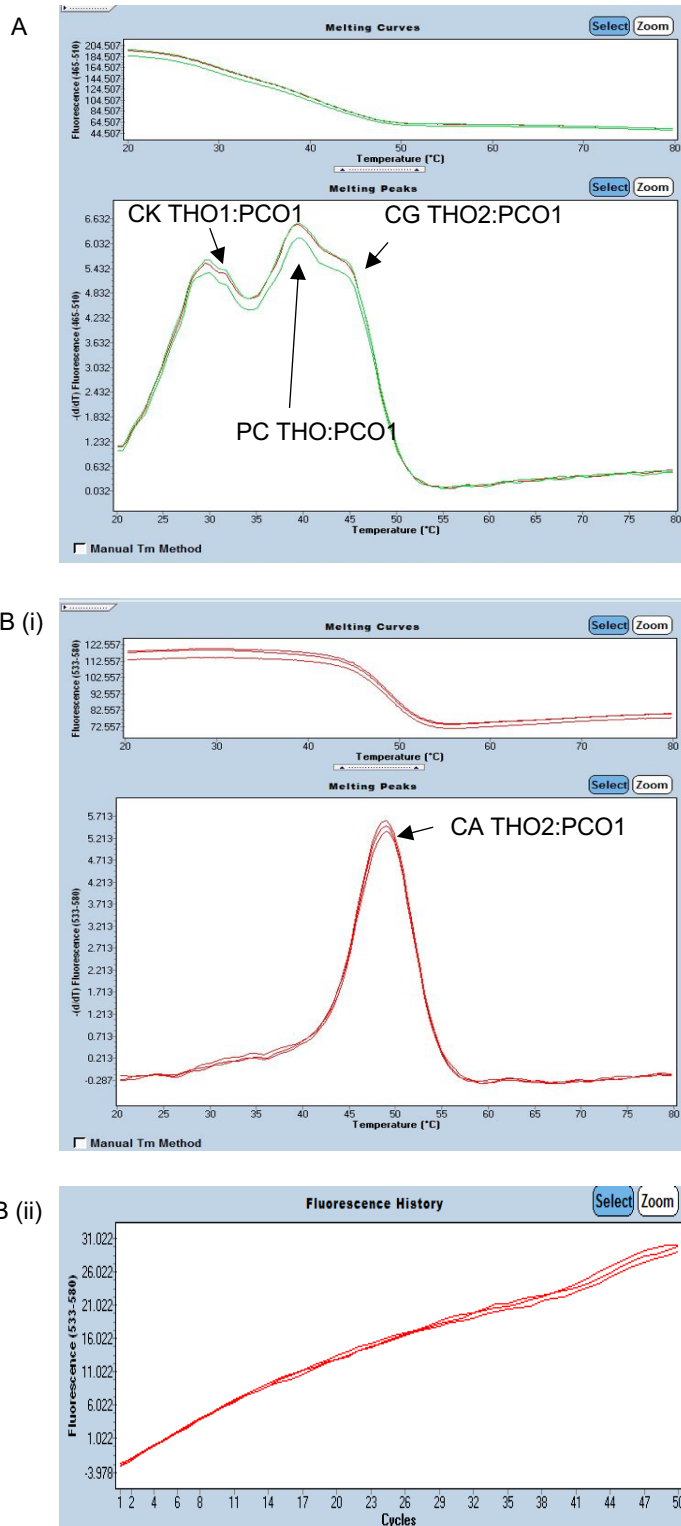 A
Melting Curves
Select Zoom
Fluorescence (465-510)
204.507
184.507
164.507
144.507
124.507
104.507
84.507
64.507
44.507
20 30 40 50 60 70 80
Temperature (°C)
Melting Peaks
Select Zoom
-(d/dT) Fluorescence (465-510)
6.632
6.032
5.432
4.832
4.232
3.632
3.032
2.432
1.832
1.232
0.632
0.032
CK THO1:PCO1
CG THO2:PCO1
PC THO:PCO1
20 25 30 35 40 45 50 55 60 65 70 75 80
Temperature (°C)
Manual Tm Method
B (i)
Melting Curves
Select Zoom
Fluorescence (533-580)
122.557
112.557
102.557
92.557
82.557
72.557
20 30 40 50 60 70 80
Temperature (°C)
Melting Peaks
Select Zoom
-(d/dT) Fluorescence (533-580)
5.713
5.213
4.713
4.213
3.713
3.213
2.713
2.213
1.713
1.213
0.713
0.213
-0.287
CA THO2:PCO1
20 25 30 35 40 45 50 55 60 65 70 75 80
Temperature (°C)
Manual Tm Method
B (ii)
Fluorescence History
Select Zoom
Fluorescence (533-580)
31.022
26.022
21.022
16.022
11.022
6.022
1.022
-3.978
1 2 4 6 8 11 14 17 20 23 26 29 32 35 38 41 44 47 50
Cycles